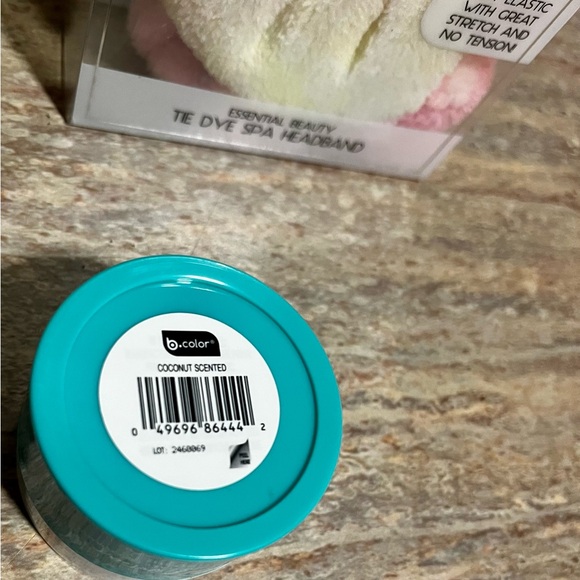 ELASTIC
WITH GREAT
STRETCH AND
NO TENSION!
ESSENTIAL BEAUTY
TIE DYE SPA HEADBAND
b.color®
COCONUT SCENTED
0 49696 86444 2
LOT: 2460069